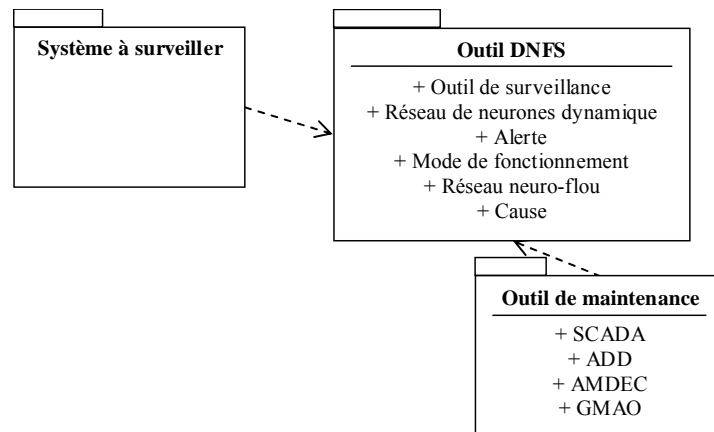 Système à surveiller
Outil DNFS
+ Outil de surveillance
+ Réseau de neurones dynamique
+ Alerte
+ Mode de fonctionnement
+ Réseau neuro-flou
+ Cause
Outil de maintenance
+ SCADA
+ ADD
+ AMDEC
+ GMAO